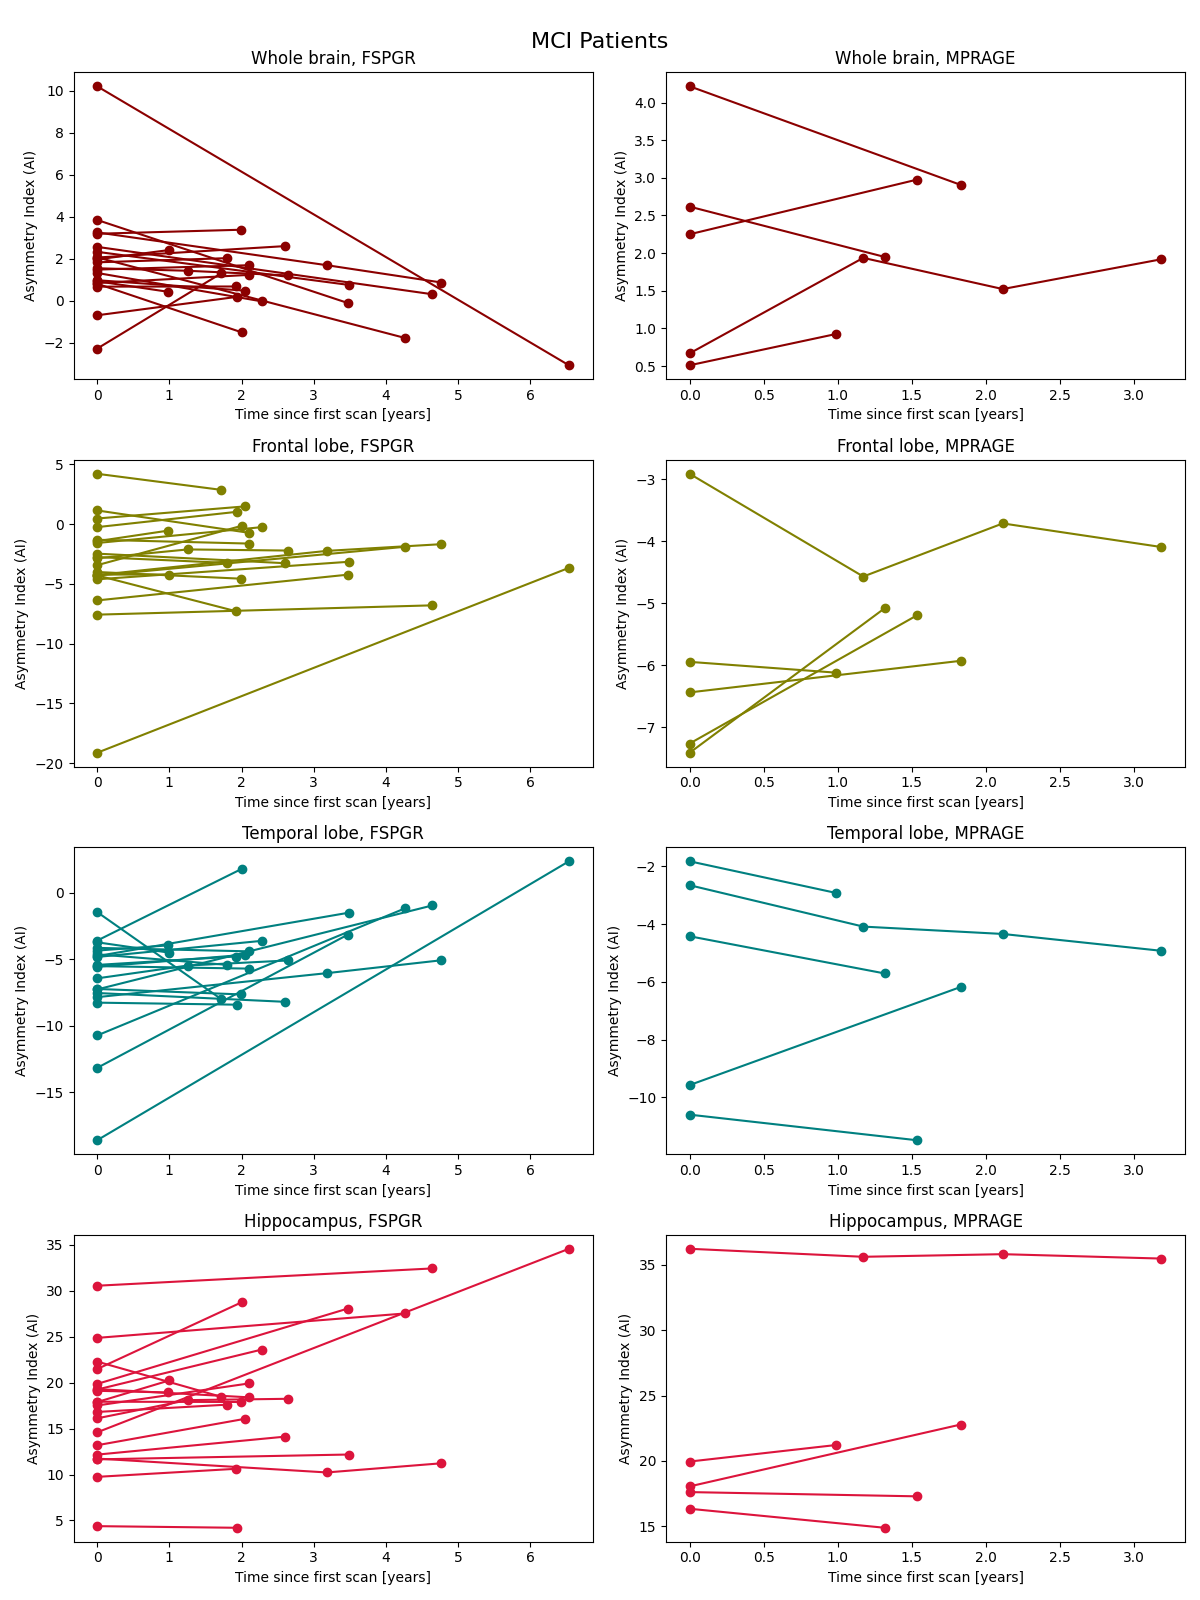 MCI Patients
Whole brain, FSPGR
Asymmetry Index (AI)
10
8
6
4
2
0
−2
0 1 2 3 4 5 6
Time since first scan [years]
Whole brain, MPRAGE
Asymmetry Index (AI)
4.0
3.5
3.0
2.5
2.0
1.5
1.0
0.5
0.0 0.5 1.0 1.5 2.0 2.5 3.0
Time since first scan [years]
Frontal lobe, FSPGR
Asymmetry Index (AI)
5
0
−5
−10
−15
−20
0 1 2 3 4 5 6
Time since first scan [years]
Frontal lobe, MPRAGE
Asymmetry Index (AI)
−3
−4
−5
−6
−7
0.0 0.5 1.0 1.5 2.0 2.5 3.0
Time since first scan [years]
Temporal lobe, FSPGR
Asymmetry Index (AI)
0
−5
−10
−15
0 1 2 3 4 5 6
Time since first scan [years]
Temporal lobe, MPRAGE
Asymmetry Index (AI)
−2
−4
−6
−8
−10
0.0 0.5 1.0 1.5 2.0 2.5 3.0
Time since first scan [years]
Hippocampus, FSPGR
Asymmetry Index (AI)
35
30
25
20
15
10
5
0 1 2 3 4 5 6
Time since first scan [years]
Hippocampus, MPRAGE
Asymmetry Index (AI)
35
30
25
20
15
0.0 0.5 1.0 1.5 2.0 2.5 3.0
Time since first scan [years]